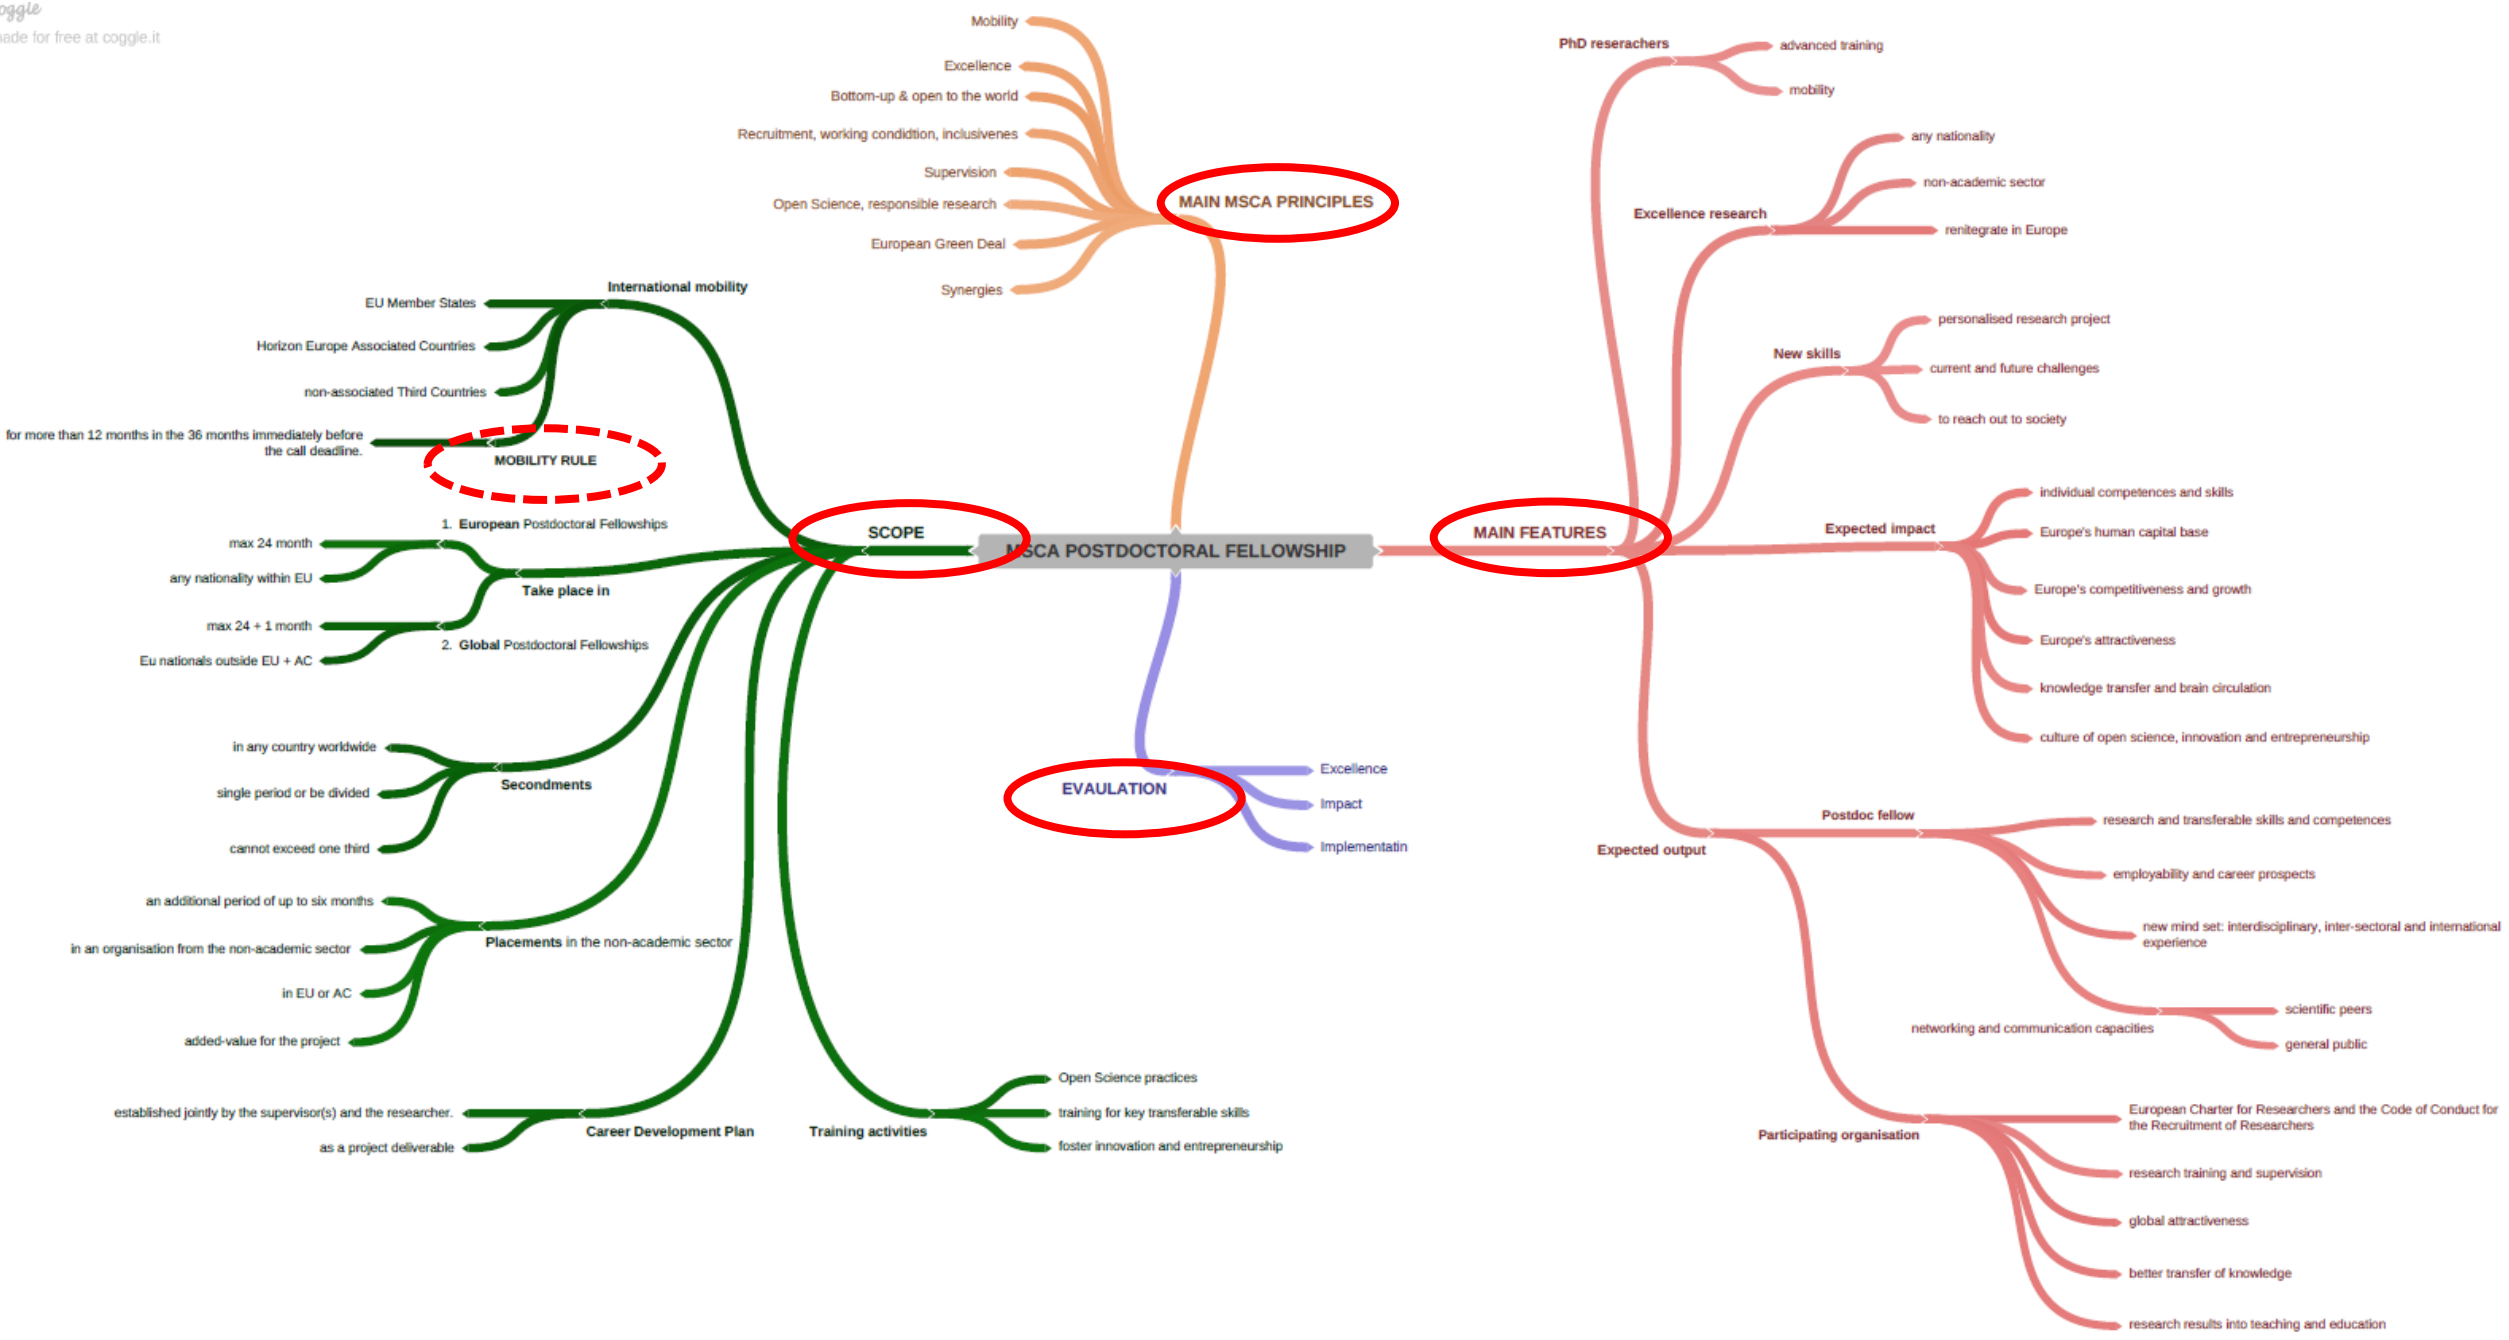 oggle
made for free at coggle.it
MSCA POSTDOCTORAL FELLOWSHIP
MAIN MSCA PRINCIPLES
Mobility
Excellence
Bottom-up & open to the world
Recruitment, working condidtion, inclusivenes
Supervision
Open Science, responsible research
European Green Deal
Synergies
SCOPE
International mobility
EU Member States
Horizon Europe Associated Countries
non-associated Third Countries
MOBILITY RULE
for more than 12 months in the 36 months immediately before
the call deadline.
Take place in
1. European Postdoctoral Fellowships
max 24 month
any nationality within EU
2. Global Postdoctoral Fellowships
max 24 + 1 month
Eu nationals outside EU + AC
Secondments
in any country worldwide
single period or be divided
cannot exceed one third
Placements in the non-academic sector
an additional period of up to six months
in an organisation from the non-academic sector
in EU or AC
added-value for the project
Career Development Plan
established jointly by the supervisor(s) and the researcher.
as a project deliverable
Training activities
Open Science practices
training for key transferable skills
foster innovation and entrepreneurship
EVAULATION
Excellence
Impact
Implementatin
MAIN FEATURES
PhD reserachers
advanced training
mobility
Excellence research
any nationality
non-academic sector
renitegrate in Europe
New skills
personalised research project
current and future challenges
to reach out to society
Expected impact
individual competences and skills
Europe's human capital base
Europe's competitiveness and growth
Europe's attractiveness
knowledge transfer and brain circulation
culture of open science, innovation and entrepreneurship
Expected output
Postdoc fellow
research and transferable skills and competences
employability and career prospects
new mind set: interdisciplinary, inter-sectoral and international
experience
networking and communication capacities
scientific peers
general public
Participating organisation
European Charter for Researchers and the Code of Conduct for
the Recruitment of Researchers
research training and supervision
global attractiveness
better transfer of knowledge
research results into teaching and education